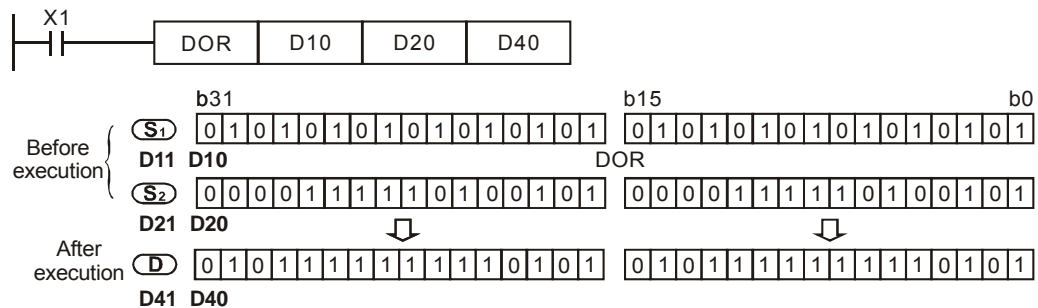 X1
DOR D10 D20 D40
b31 b15 b0
Before execution
S1 0 1 0 1 0 1 0 1 0 1 0 1 0 1 0 1 0 1 0 1 0 1 0 1 0 1 0 1 0 1 0 1
D11 D10 DOR
S2 0 0 0 0 1 1 1 1 1 0 1 0 0 1 0 1 0 0 0 0 1 1 1 1 1 0 1 0 0 1 0 1
D21 D20
After execution
D 0 1 0 1 1 1 1 1 1 1 1 1 0 1 0 1 0 1 0 1 1 1 1 1 1 1 1 1 0 1 0 1
D41 D40